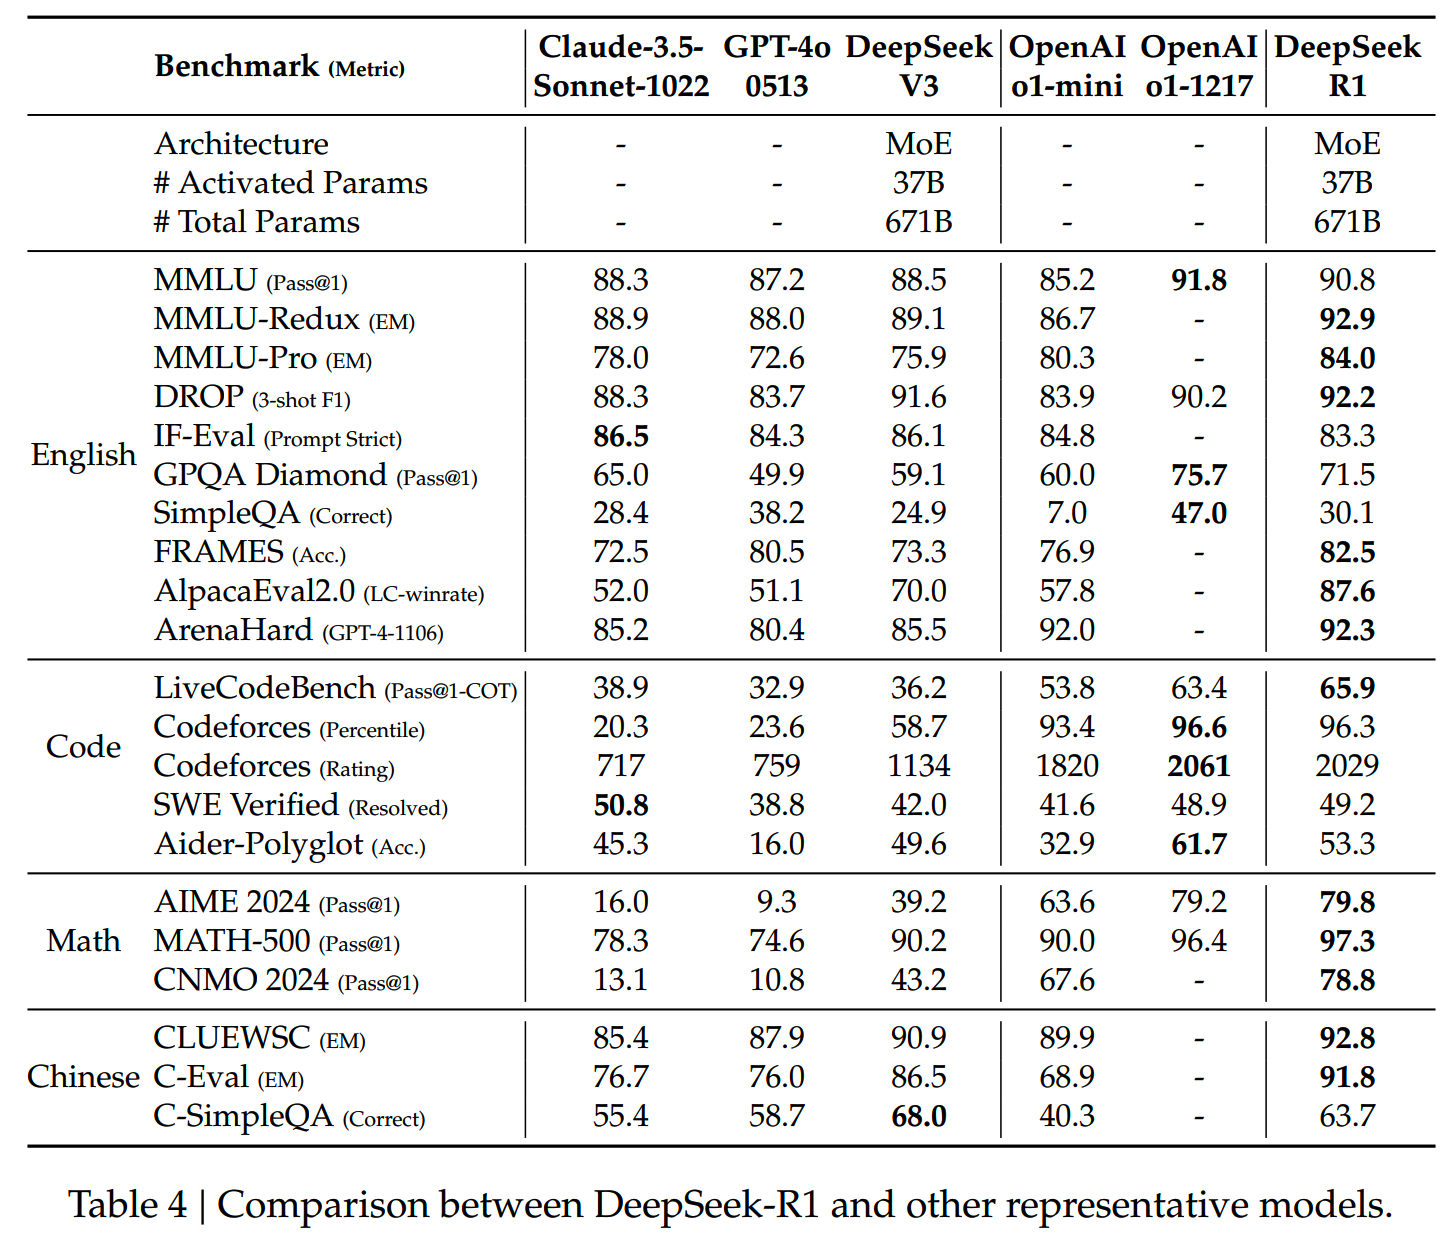 Benchmark (Metric) Claude-3.5-Sonnet-1022 GPT-4o 0513 DeepSeek V3 OpenAI o1-mini OpenAI o1-1217 DeepSeek R1
Architecture - - MoE - - MoE
# Activated Params - - 37B - - 37B
# Total Params - - 671B - - 671B
English
MMLU (Pass@1) 88.3 87.2 88.5 85.2 91.8 90.8
MMLU-Redux (EM) 88.9 88.0 89.1 86.7 - 92.9
MMLU-Pro (EM) 78.0 72.6 75.9 80.3 - 84.0
DROP (3-shot F1) 88.3 83.7 91.6 83.9 90.2 92.2
IF-Eval (Prompt Strict) 86.5 84.3 86.1 84.8 - 83.3
GPQA Diamond (Pass@1) 65.0 49.9 59.1 60.0 75.7 71.5
SimpleQA (Correct) 28.4 38.2 24.9 7.0 47.0 30.1
FRAMES (Acc.) 72.5 80.5 73.3 76.9 - 82.5
AlpacaEval2.0 (LC-winrate) 52.0 51.1 70.0 57.8 - 87.6
ArenaHard (GPT-4-1106) 85.2 80.4 85.5 92.0 - 92.3
Code
LiveCodeBench (Pass@1-COT) 38.9 32.9 36.2 53.8 63.4 65.9
Codeforces (Percentile) 20.3 23.6 58.7 93.4 96.6 96.3
Codeforces (Rating) 717 759 1134 1820 2061 2029
SWE Verified (Resolved) 50.8 38.8 42.0 41.6 48.9 49.2
Aider-Polyglot (Acc.) 45.3 16.0 49.6 32.9 61.7 53.3
Math
AIME 2024 (Pass@1) 16.0 9.3 39.2 63.6 79.2 79.8
MATH-500 (Pass@1) 78.3 74.6 90.2 90.0 96.4 97.3
CNMO 2024 (Pass@1) 13.1 10.8 43.2 67.6 - 78.8
Chinese
CLUEWSC (EM) 85.4 87.9 90.9 89.9 - 92.8
C-Eval (EM) 76.7 76.0 86.5 68.9 - 91.8
C-SimpleQA (Correct) 55.4 58.7 68.0 40.3 - 63.7
Table 4 | Comparison between DeepSeek-R1 and other representative models.